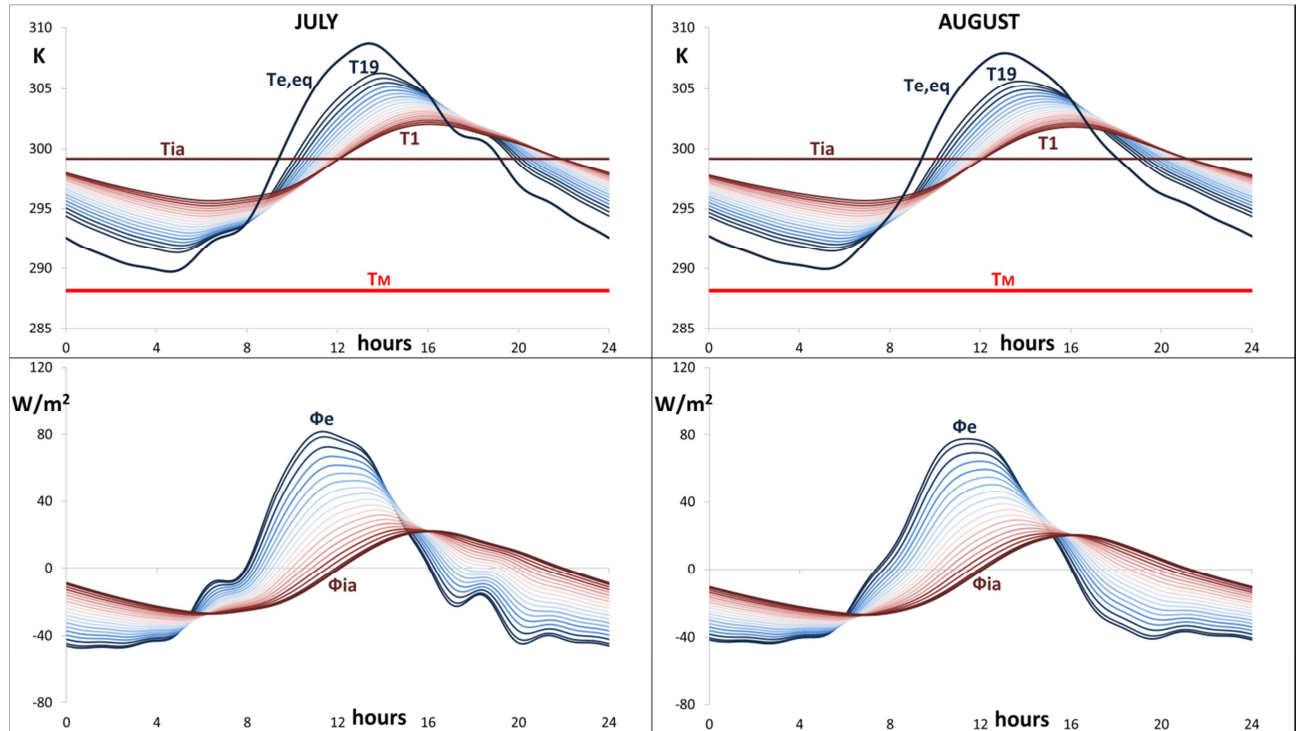 JULY
310
K
Te,eq
T19
305
Tia
300
T1
295
290
TM
285
0 4 8 12 16 20 24
hours
AUGUST
310
K
Te,eq
T19
305
Tia
300
T1
295
290
TM
285
0 4 8 12 16 20 24
hours
120
W/m²
80
Φe
40
0
Φia
-40
-80
0 4 8 12 16 20 24
hours
120
W/m²
80
Φe
40
0
Φia
-40
-80
0 4 8 12 16 20 24
hours